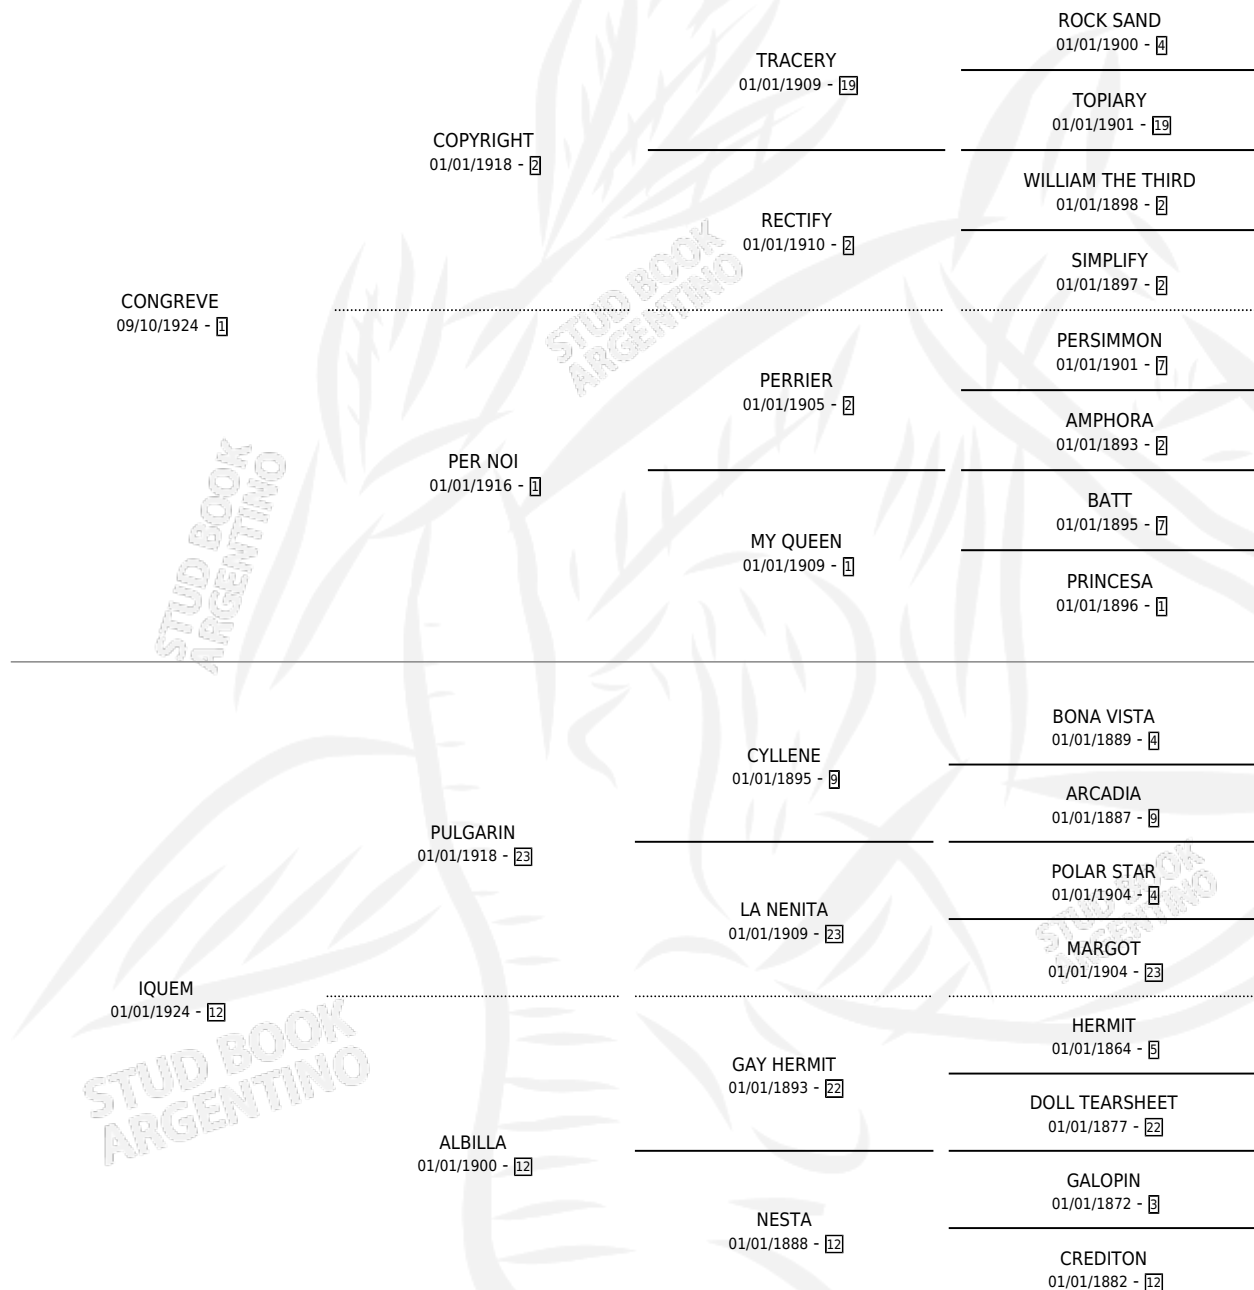 ROCK SAND
01/01/1900 - 4
TRACERY
01/01/1909 - 19
TOPIARY
01/01/1901 - 19
COPYRIGHT
01/01/1918 - 2
WILLIAM THE THIRD
01/01/1898 - 2
RECTIFY
01/01/1910 - 2
SIMPLIFY
01/01/1897 - 2
CONGREVE
09/10/1924 - 1
STUD BOOK
ARGENTINO
PERSIMMON
01/01/1901 - 7
PERRIER
01/01/1905 - 2
AMPHORA
01/01/1893 - 2
PER NOI
01/01/1916 - 1
BATT
01/01/1895 - 7
MY QUEEN
01/01/1909 - 1
PRINCESA
01/01/1896 - 1
STUD BOOK
ARGENTINO
BONA VISTA
01/01/1889 - 4
CYLLENE
01/01/1895 - 9
ARCADIA
01/01/1887 - 9
PULGARIN
01/01/1918 - 23
POLAR STAR
01/01/1904 - 4
LA NENITA
01/01/1909 - 23
MARGOT
01/01/1904 - 23
STUD BOOK
ARGENTINO
IQUEM
01/01/1924 - 12
STUD BOOK
ARGENTINO
HERMIT
01/01/1864 - 5
GAY HERMIT
01/01/1893 - 22
DOLL TEARSHEET
01/01/1877 - 22
ALBILLA
01/01/1900 - 12
GALOPIN
01/01/1872 - 3
NESTA
01/01/1888 - 12
CREDITON
01/01/1882 - 12